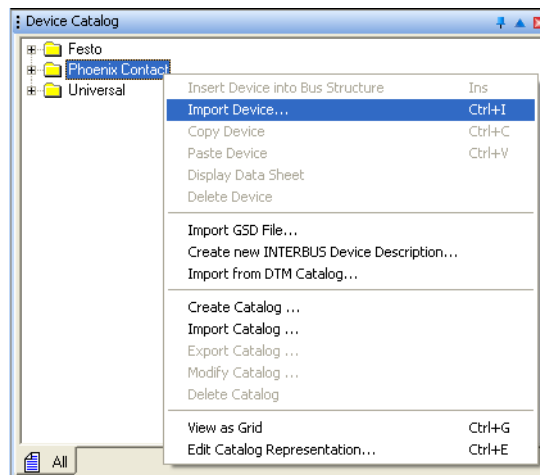 Device Catalog
Festo
Phoenix Contact
Universal
Insert Device into Bus Structure Ins
Import Device... Ctrl+I
Copy Device Ctrl+C
Paste Device Ctrl+V
Display Data Sheet
Delete Device
Import GSD File...
Create new INTERBUS Device Description...
Import from DTM Catalog...
Create Catalog ...
Import Catalog ...
Export Catalog ...
Modify Catalog ...
Delete Catalog
View as Grid Ctrl+G
Edit Catalog Representation... Ctrl+E
All